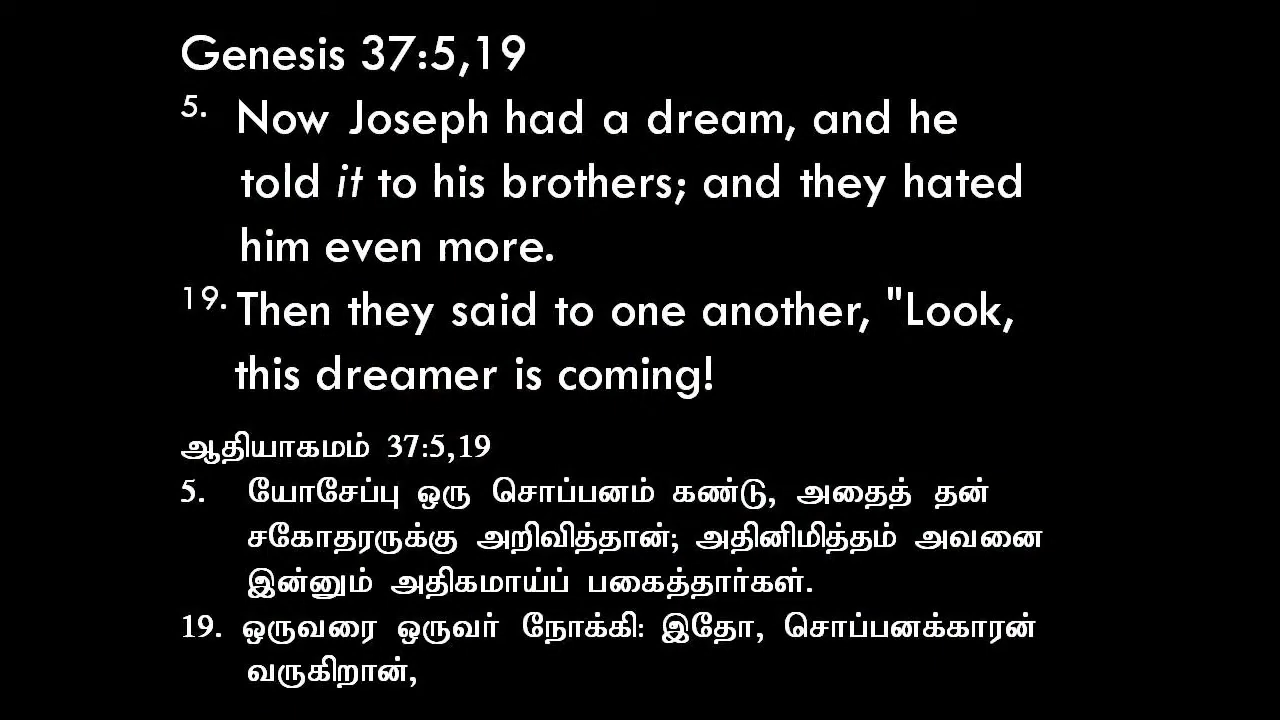 Genesis 37:5,19
5. Now Joseph had a dream, and he
told it to his brothers; and they hated
him even more.
19. Then they said to one another, "Look,
this dreamer is coming!
ஆதியாகமம் 37:5,19
5. யோசேப்பு ஒரு சொப்பனம் கண்டு, அதைத் தன்
சகோதரருக்கு அறிவித்தான்; அதினிமித்தம் அவனை
இன்னும் அதிகமாய்ப் பகைத்தார்கள்.
19. ஒருவரை ஒருவர் நோக்கி: இதோ, சொப்பனக்காரன்
வருகிறான்,